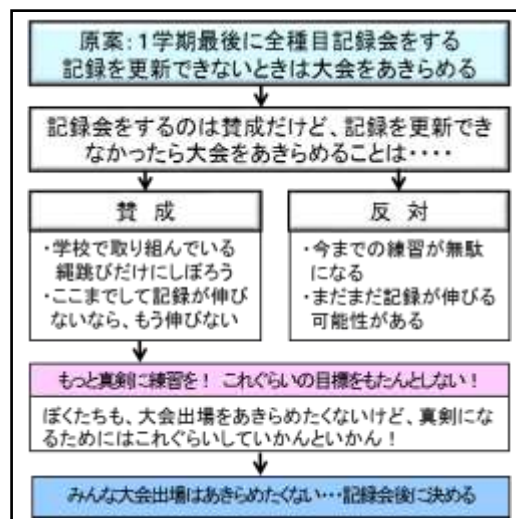 原案：1学期最後に全種目記録会をする
記録を更新できないときは大会をあきらめる
記録会をするのは賛成だけど、記録を更新でき
なかったら大会をあきらめることは・・・・
賛 成
・学校で取り組んでいる
縄跳びだけにしぼろう
・ここまでして記録が伸び
ないなら、もう伸びない
反 対
・今までの練習が無駄
になる
・まだまだ記録が伸びる
可能性がある
もっと真剣に練習を！ これぐらいの目標をもたんとしない！
ぼくたちも、大会出場をあきらめたくないけど、真剣にな
るためにはこれぐらいしていかんといかん！
みんな大会出場はあきらめたくない・・・記録会後に決める